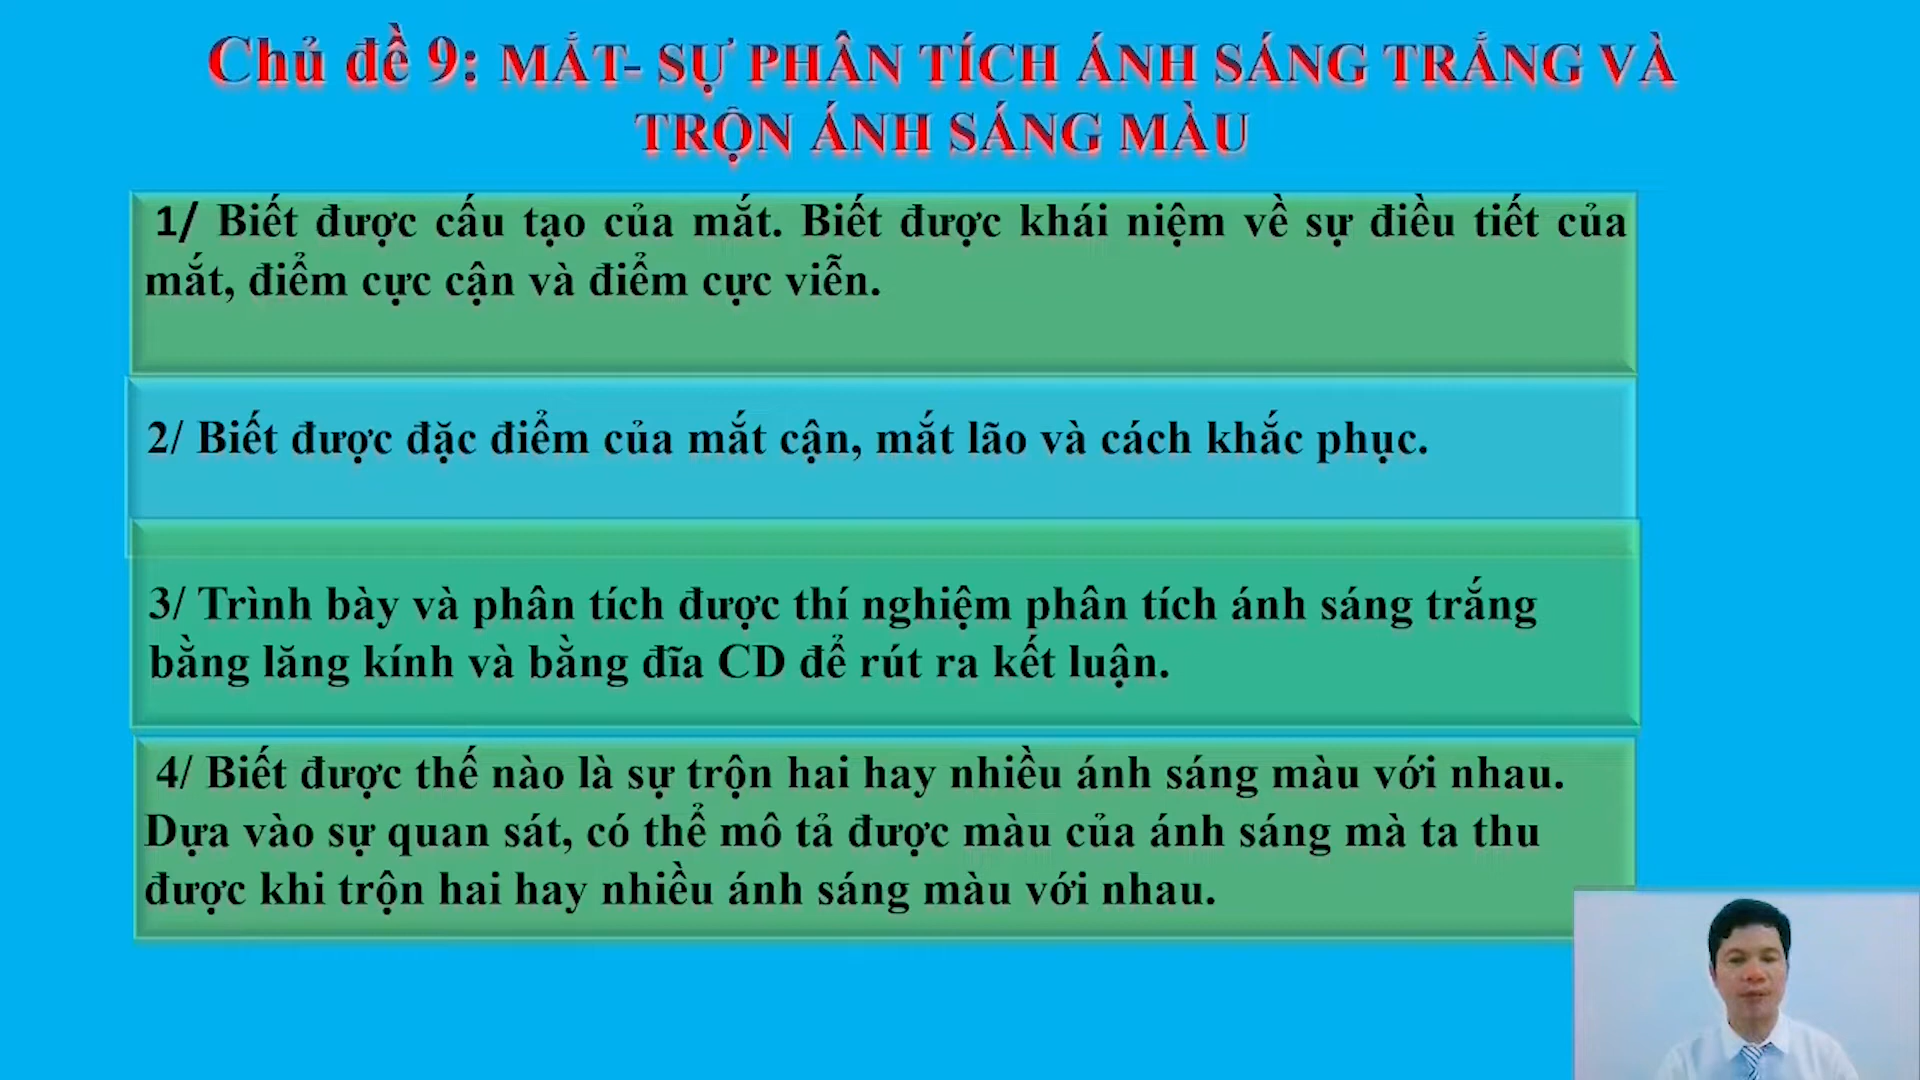 Chủ đề 9: MẮT- SỰ PHÂN TÍCH ÁNH SÁNG TRẮNG VÀ
TRỘN ÁNH SÁNG MÀU
1/ Biết được cấu tạo của mắt. Biết được khái niệm về sự điều tiết của
mắt, điểm cực cận và điểm cực viễn.
2/ Biết được đặc điểm của mắt cận, mắt lão và cách khắc phục.
3/ Trình bày và phân tích được thí nghiệm phân tích ánh sáng trắng
bằng lăng kính và bằng đĩa CD để rút ra kết luận.
4/ Biết được thế nào là sự trộn hai hay nhiều ánh sáng màu với nhau.
Dựa vào sự quan sát, có thể mô tả được màu của ánh sáng mà ta thu
được khi trộn hai hay nhiều ánh sáng màu với nhau.